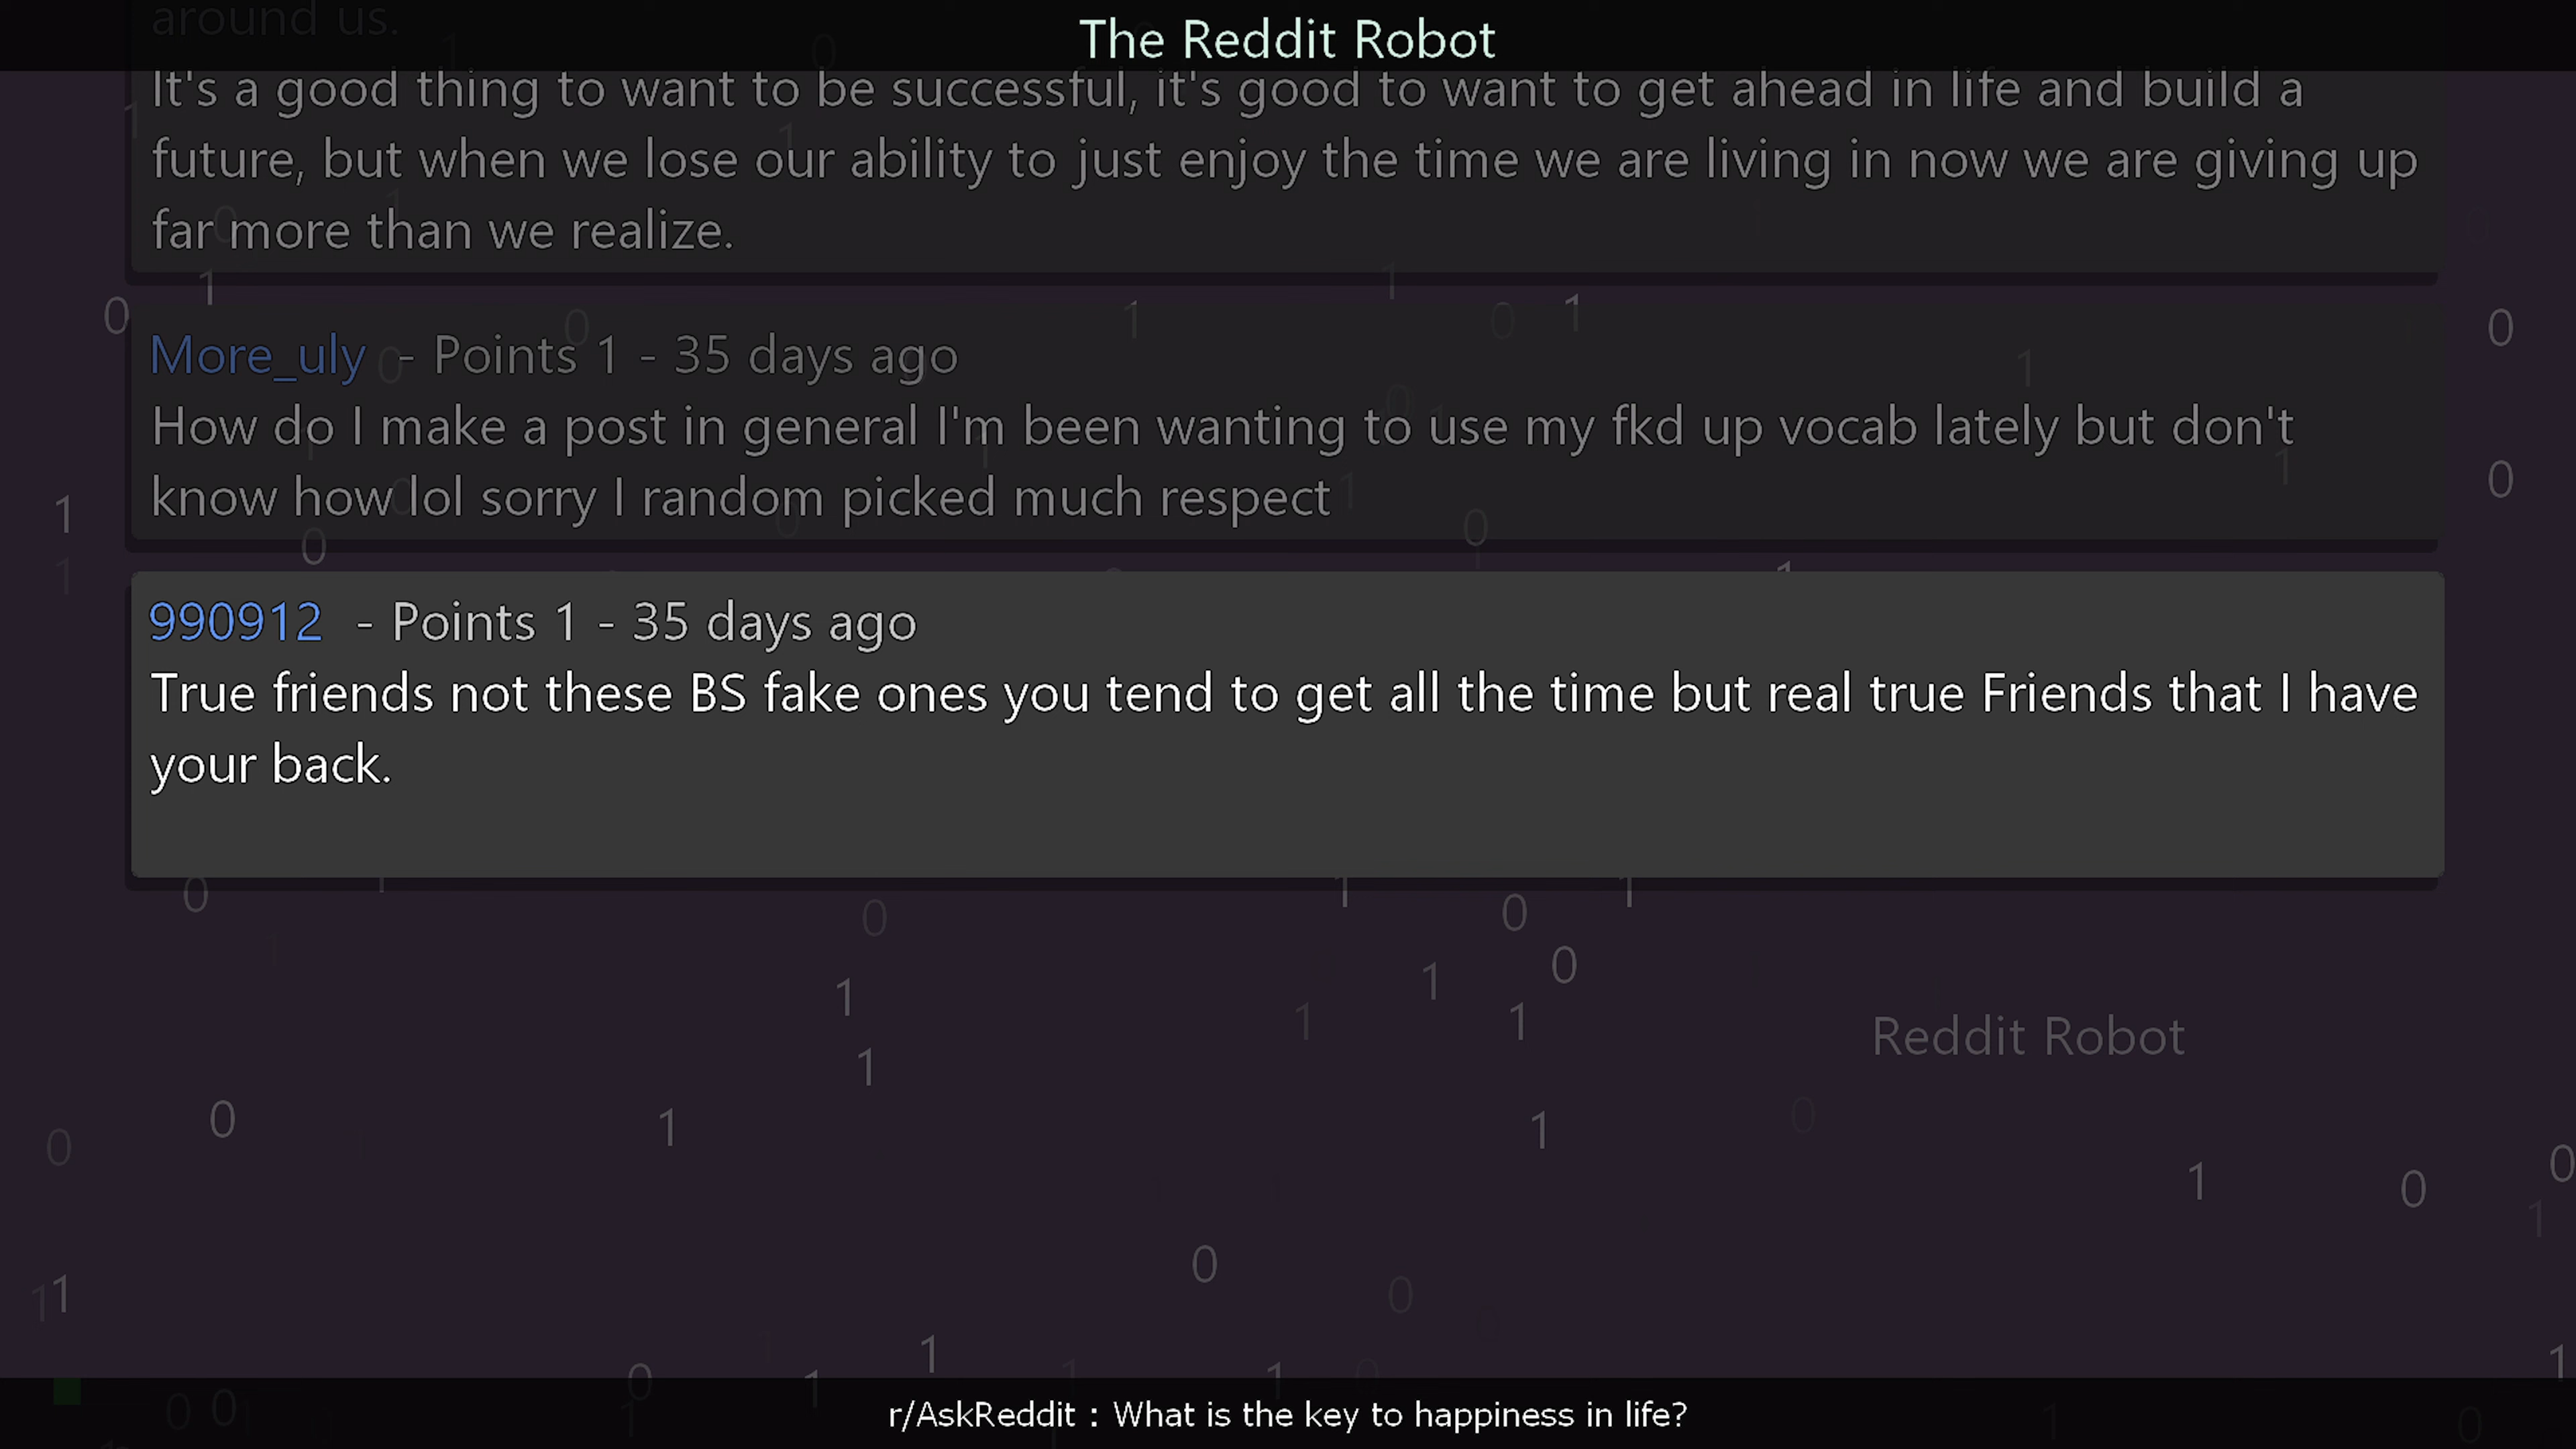 The Reddit Robot
around us.
It's a good thing to want to be successful, it's good to want to get ahead in life and build a
future, but when we lose our ability to just enjoy the time we are living in now we are giving up
far more than we realize.
More_uly - Points 1 - 35 days ago
How do I make a post in general I'm been wanting to use my fkd up vocab lately but don't
know how lol sorry I random picked much respect
990912 - Points 1 - 35 days ago
True friends not these BS fake ones you tend to get all the time but real true Friends that I have
your back.
Reddit Robot
r/AskReddit : What is the key to happiness in life?